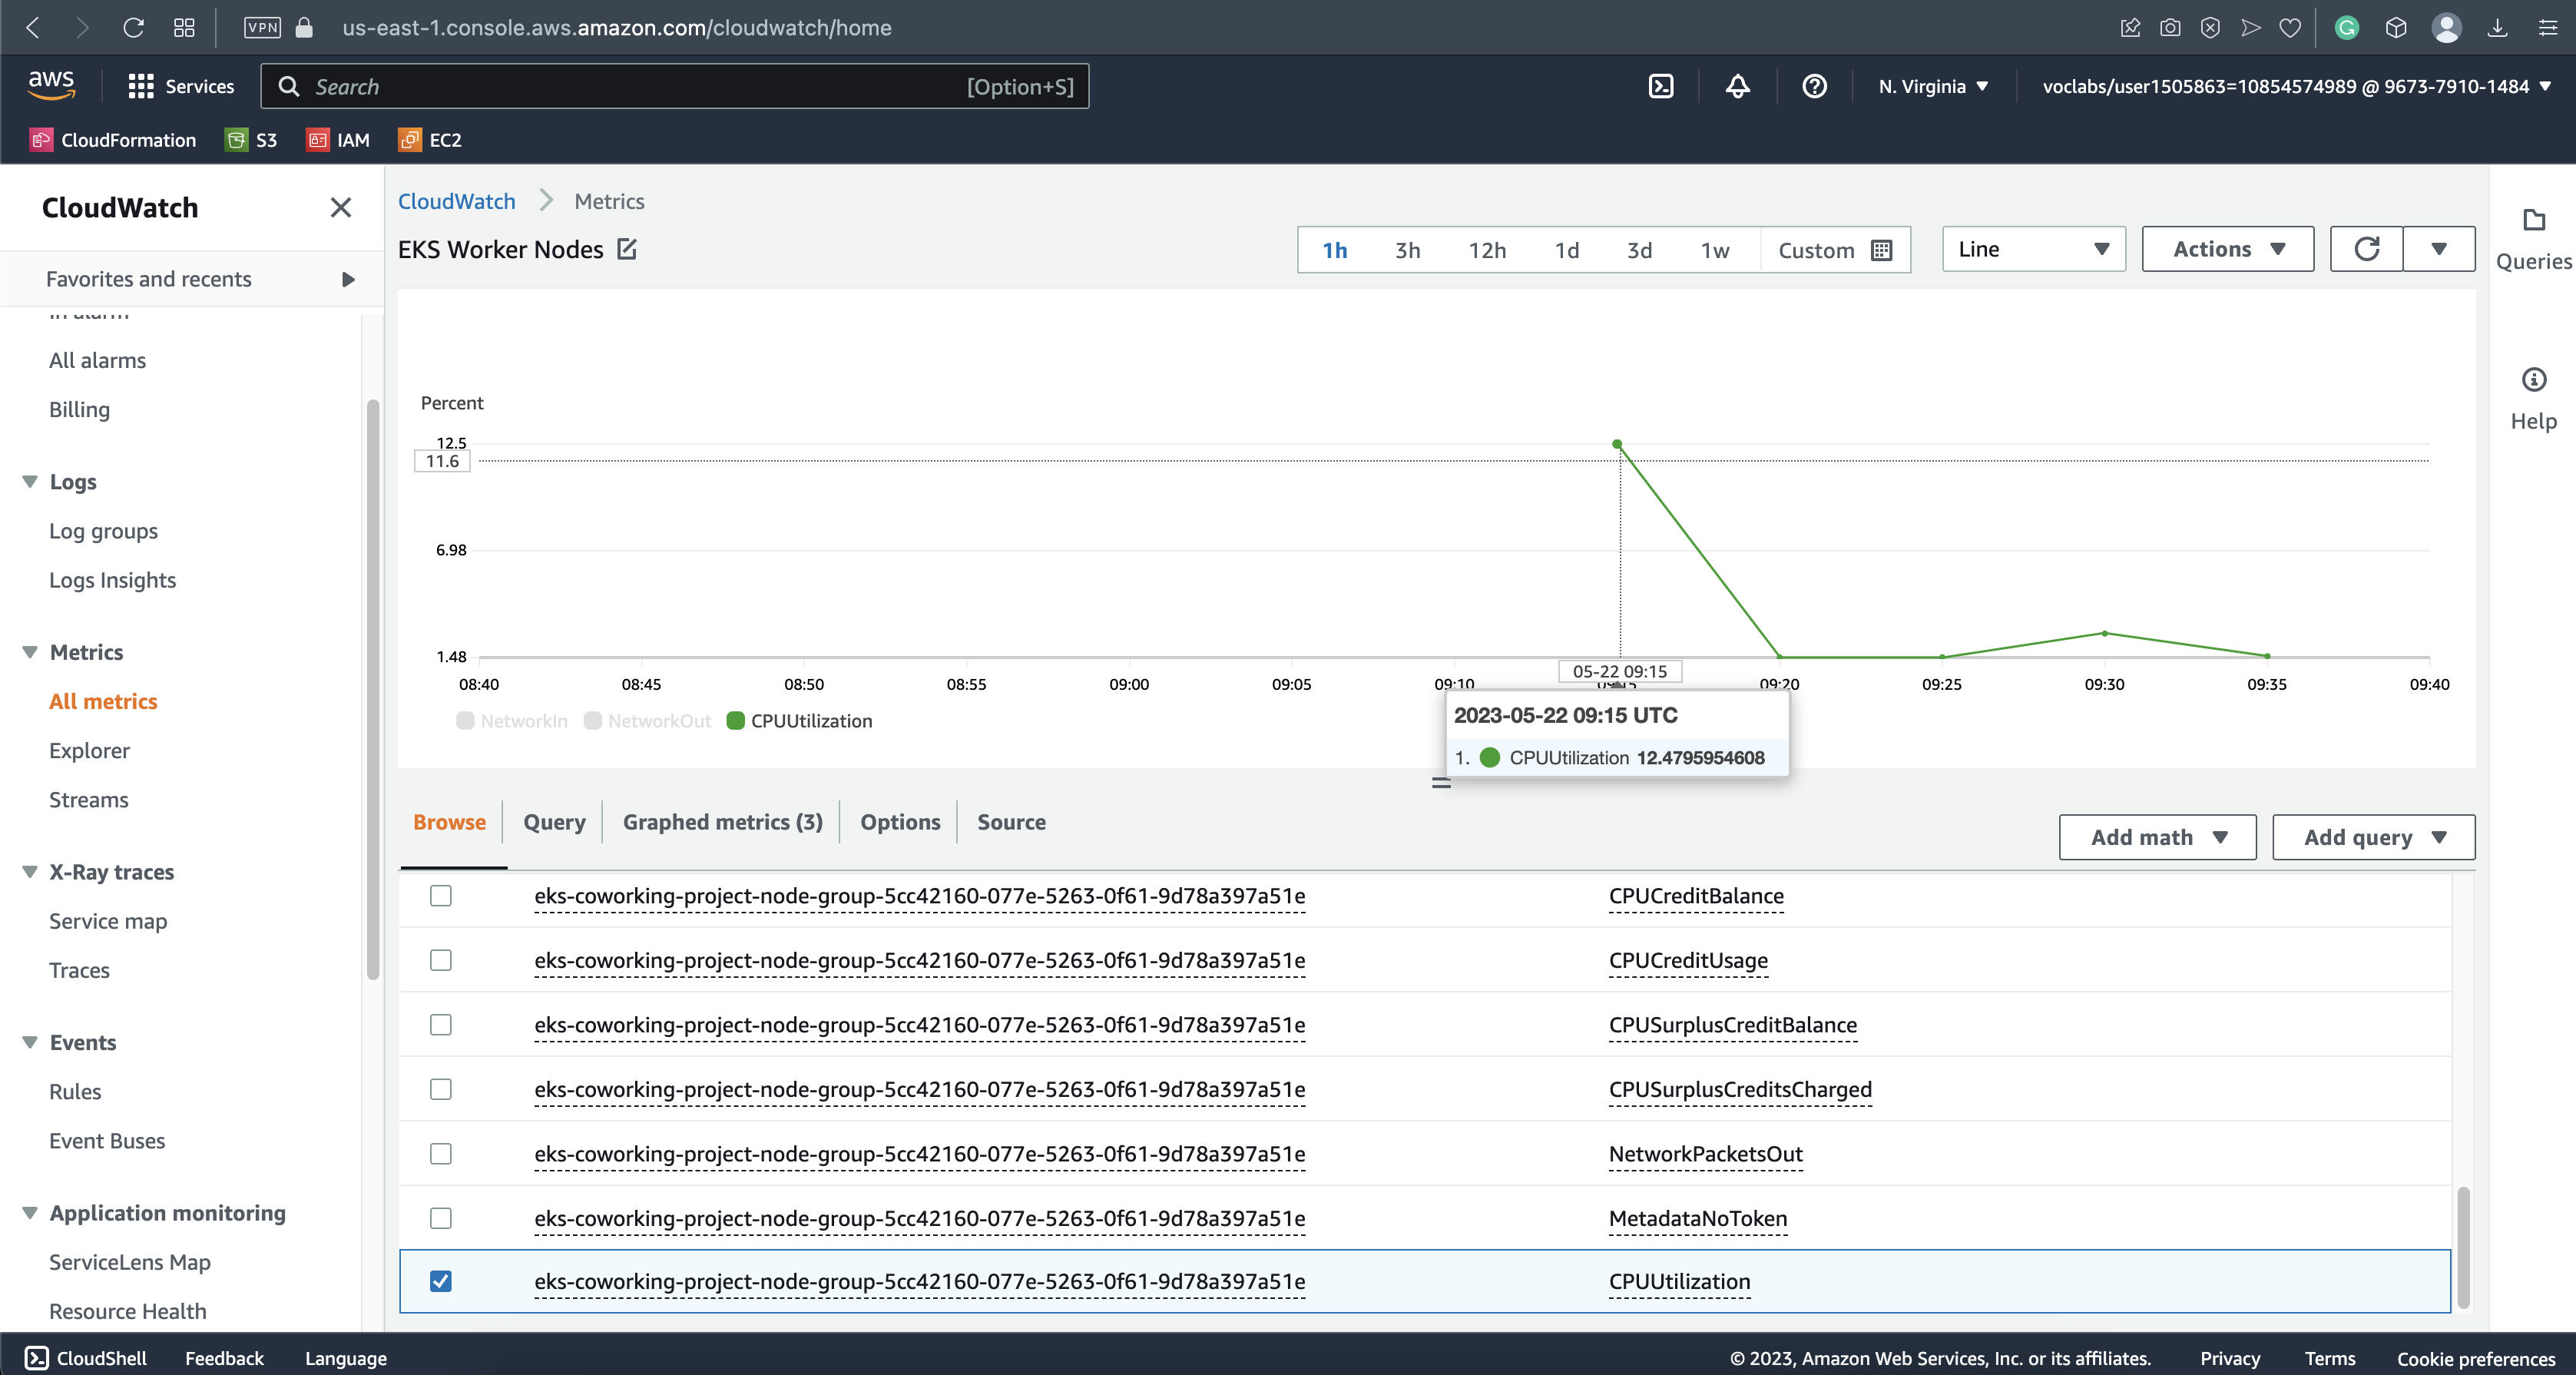 VPN us-east-1.console.aws.amazon.com/cloudwatch/home
aws Services Search [Option+S] N. Virginia voclabs/user1505863=10854574989 @ 9673-7910-1484
CloudFormation S3 IAM EC2
CloudWatch
Favorites and recents
In alarm
All alarms
Billing
Logs
Log groups
Logs Insights
Metrics
All metrics
Explorer
Streams
X-Ray traces
Service map
Traces
Events
Rules
Event Buses
Application monitoring
ServiceLens Map
Resource Health
CloudWatch Metrics
EKS Worker Nodes
1h 3h 12h 1d 3d 1w Custom Line Actions
Queries
Help
Percent
12.5
11.6
6.98
1.48
05-22 09:15
08:40 08:45 08:50 08:55 09:00 09:05 09:10 09:15 09:20 09:25 09:30 09:35 09:40
NetworkIn NetworkOut CPUUtilization
2023-05-22 09:15 UTC
1. CPUUtilization 12.4795954608
Browse Query Graphed metrics (3) Options Source
Add math Add query
eks-coworking-project-node-group-5cc42160-077e-5263-0f61-9d78a397a51e CPUCreditBalance
eks-coworking-project-node-group-5cc42160-077e-5263-0f61-9d78a397a51e CPUCreditUsage
eks-coworking-project-node-group-5cc42160-077e-5263-0f61-9d78a397a51e CPUSurplusCreditBalance
eks-coworking-project-node-group-5cc42160-077e-5263-0f61-9d78a397a51e CPUSurplusCreditsCharged
eks-coworking-project-node-group-5cc42160-077e-5263-0f61-9d78a397a51e NetworkPacketsOut
eks-coworking-project-node-group-5cc42160-077e-5263-0f61-9d78a397a51e MetadataNoToken
eks-coworking-project-node-group-5cc42160-077e-5263-0f61-9d78a397a51e CPUUtilization
CloudShell Feedback Language © 2023, Amazon Web Services, Inc. or its affiliates. Privacy Terms Cookie preferences